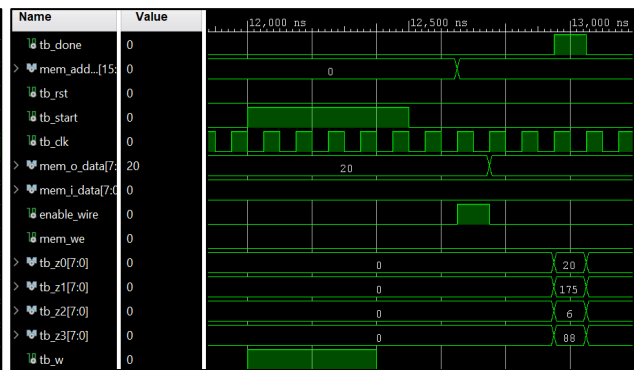 Name Value 12,000 ns 12,500 ns 13,000 ns
tb_done 0
mem_add...[15: 0 0
tb_rst 0
tb_start 0
tb_clk 0
mem_o_data[7: 20 20
mem_i_data[7:0 0
enable_wire 0
mem_we 0
tb_z0[7:0] 0 0 20
tb_z1[7:0] 0 0 175
tb_z2[7:0] 0 0 6
tb_z3[7:0] 0 0 88
tb_w 0